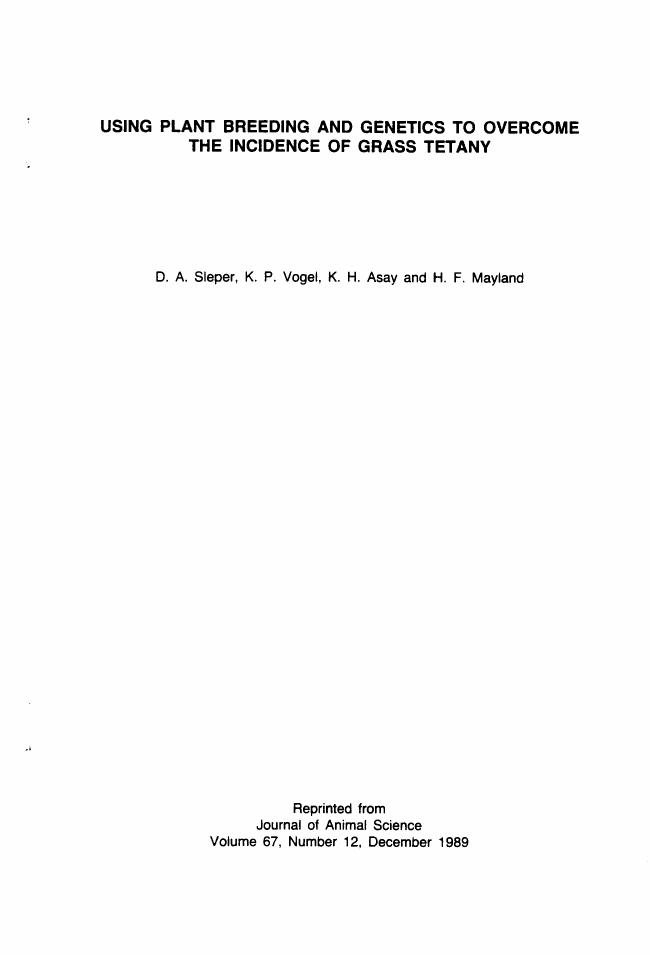 USING PLANT BREEDING AND GENETICS TO OVERCOME
THE INCIDENCE OF GRASS TETANY
D. A. Sleper, K. P. Vogel, K. H. Asay and H. F. Mayland
Reprinted from
Journal of Animal Science
Volume 67, Number 12, December 1989